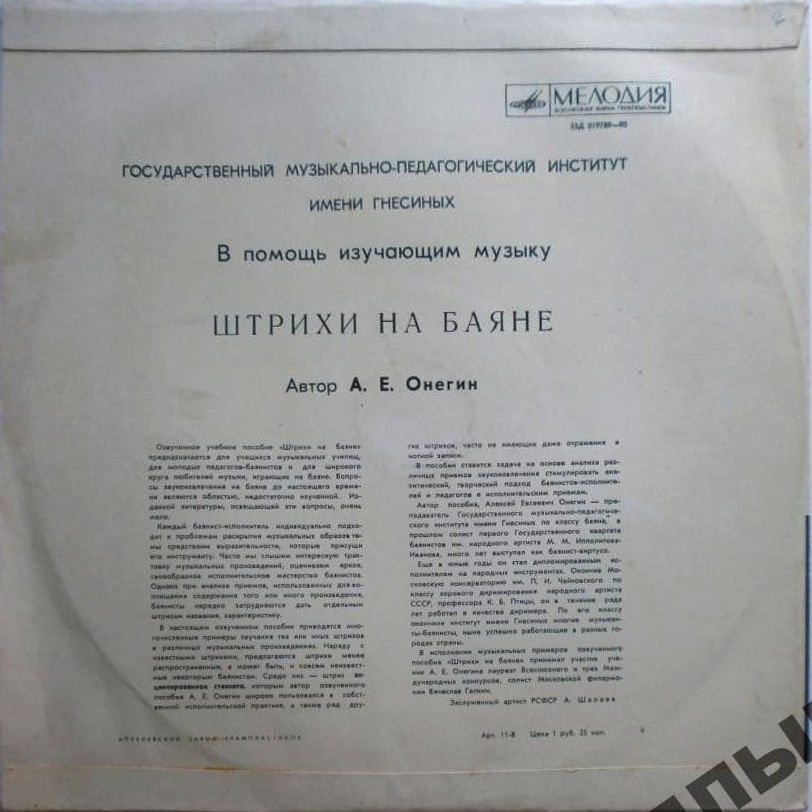 МЕЛОДИЯ
ВСЕСОЮЗНАЯ ФИРМА ГРАМПЛАСТИНОК
33Д 019789—90
ГОСУДАРСТВЕННЫЙ МУЗЫКАЛЬНО-ПЕДАГОГИЧЕСКИЙ ИНСТИТУТ
ИМЕНИ ГНЕСИНЫХ
В помощь изучающим музыку
ШТРИХИ НА БАЯНЕ
Автор А. Е. Онегин
Озвученное учебное пособие «Штрихи на баяне»
предназначается для учащихся музыкальных училищ,
для молодых педагогов-баянистов и для широкого
круга любителей музыки, играющих на баяне. Вопро-
сы звукоизвлечения на баяне до настоящего време-
ни являются областью, недостаточно изученной. Из-
данной литературы, освещающей эти вопросы, очень
мало.
Каждый баянист-исполнитель индивидуально подхо-
дит к проблемам раскрытия музыкальных образов те-
мы средствами выразительности, которые присущи
его инструменту. Часто мы слышим интересную трак-
товку музыкальных произведений, оцениваем яркое,
своеобразное исполнительское мастерство баянистов.
Однако при анализе приемов, использованных для во-
площения содержания того или иного произведения,
баянисты нередко затрудняются дать отдельным
штрихам название, характеристику.
В настоящем озвученном пособии приводятся мно-
гочисленные примеры звучания тех или иных штрихов
в различных музыкальных произведениях. Наряду с
известными штрихами, предлагаются штрихи менее
распространенные, а может быть, и совсем неизвест-
ные некоторым баянистам. Среди них — штрих ак-
центированное стаккато, которым автор озвученного
пособия А. Е. Онегин широко пользовался в собст-
венной исполнительской практике, а также ряд дру-
гих штрихов, часто не имеющих даже отражения в
нотной записи.
В пособии ставится задача на основе анализа раз-
личных приемов звукоизвлечения стимулировать ана-
литический, творческий подход баянистов-исполните-
лей и педагогов к исполнительским приемам.
Автор пособия, Алексей Евгеевич Онегин — пре-
подаватель Государственного музыкально-педагогиче-
ского института имени Гнесиных по классу баяна, в
прошлом солист первого Государственного квартета
баянистов им. народного артиста М. М. Ипполитова-
Иванова, много лет выступал как баянист-виртуоз.
Еще в юные годы он стал дипломированным ис-
полнителем на народных инструментах. Окончив Мо-
сковскую консерваторию им. П. И. Чайковского по
классу хорового дирижирования народного артиста
СССР, профессора К. Б. Птицы, он в течение ряда
лет работал в качестве дирижера. По его классу
окончили институт имени Гнесиных многие музыкан-
ты-баянисты, ныне успешно работающие в разных го-
родах страны.
В исполнении музыкальных примеров озвученного
пособия «Штрихи на баяне» принимал участие уче-
ник А. Е. Онегина лауреат Всесоюзного и трех Меж-
дународных конкурсов, солист Московской филармо-
нии Вячеслав Галкин.
Заслуженный артист РСФСР А. Шалаев
АПРЕЛЕВСКИЙ ЗАВОД ГРАМПЛАСТИНОК
Арт. 11-8 Цена 1 руб. 25 коп. 9